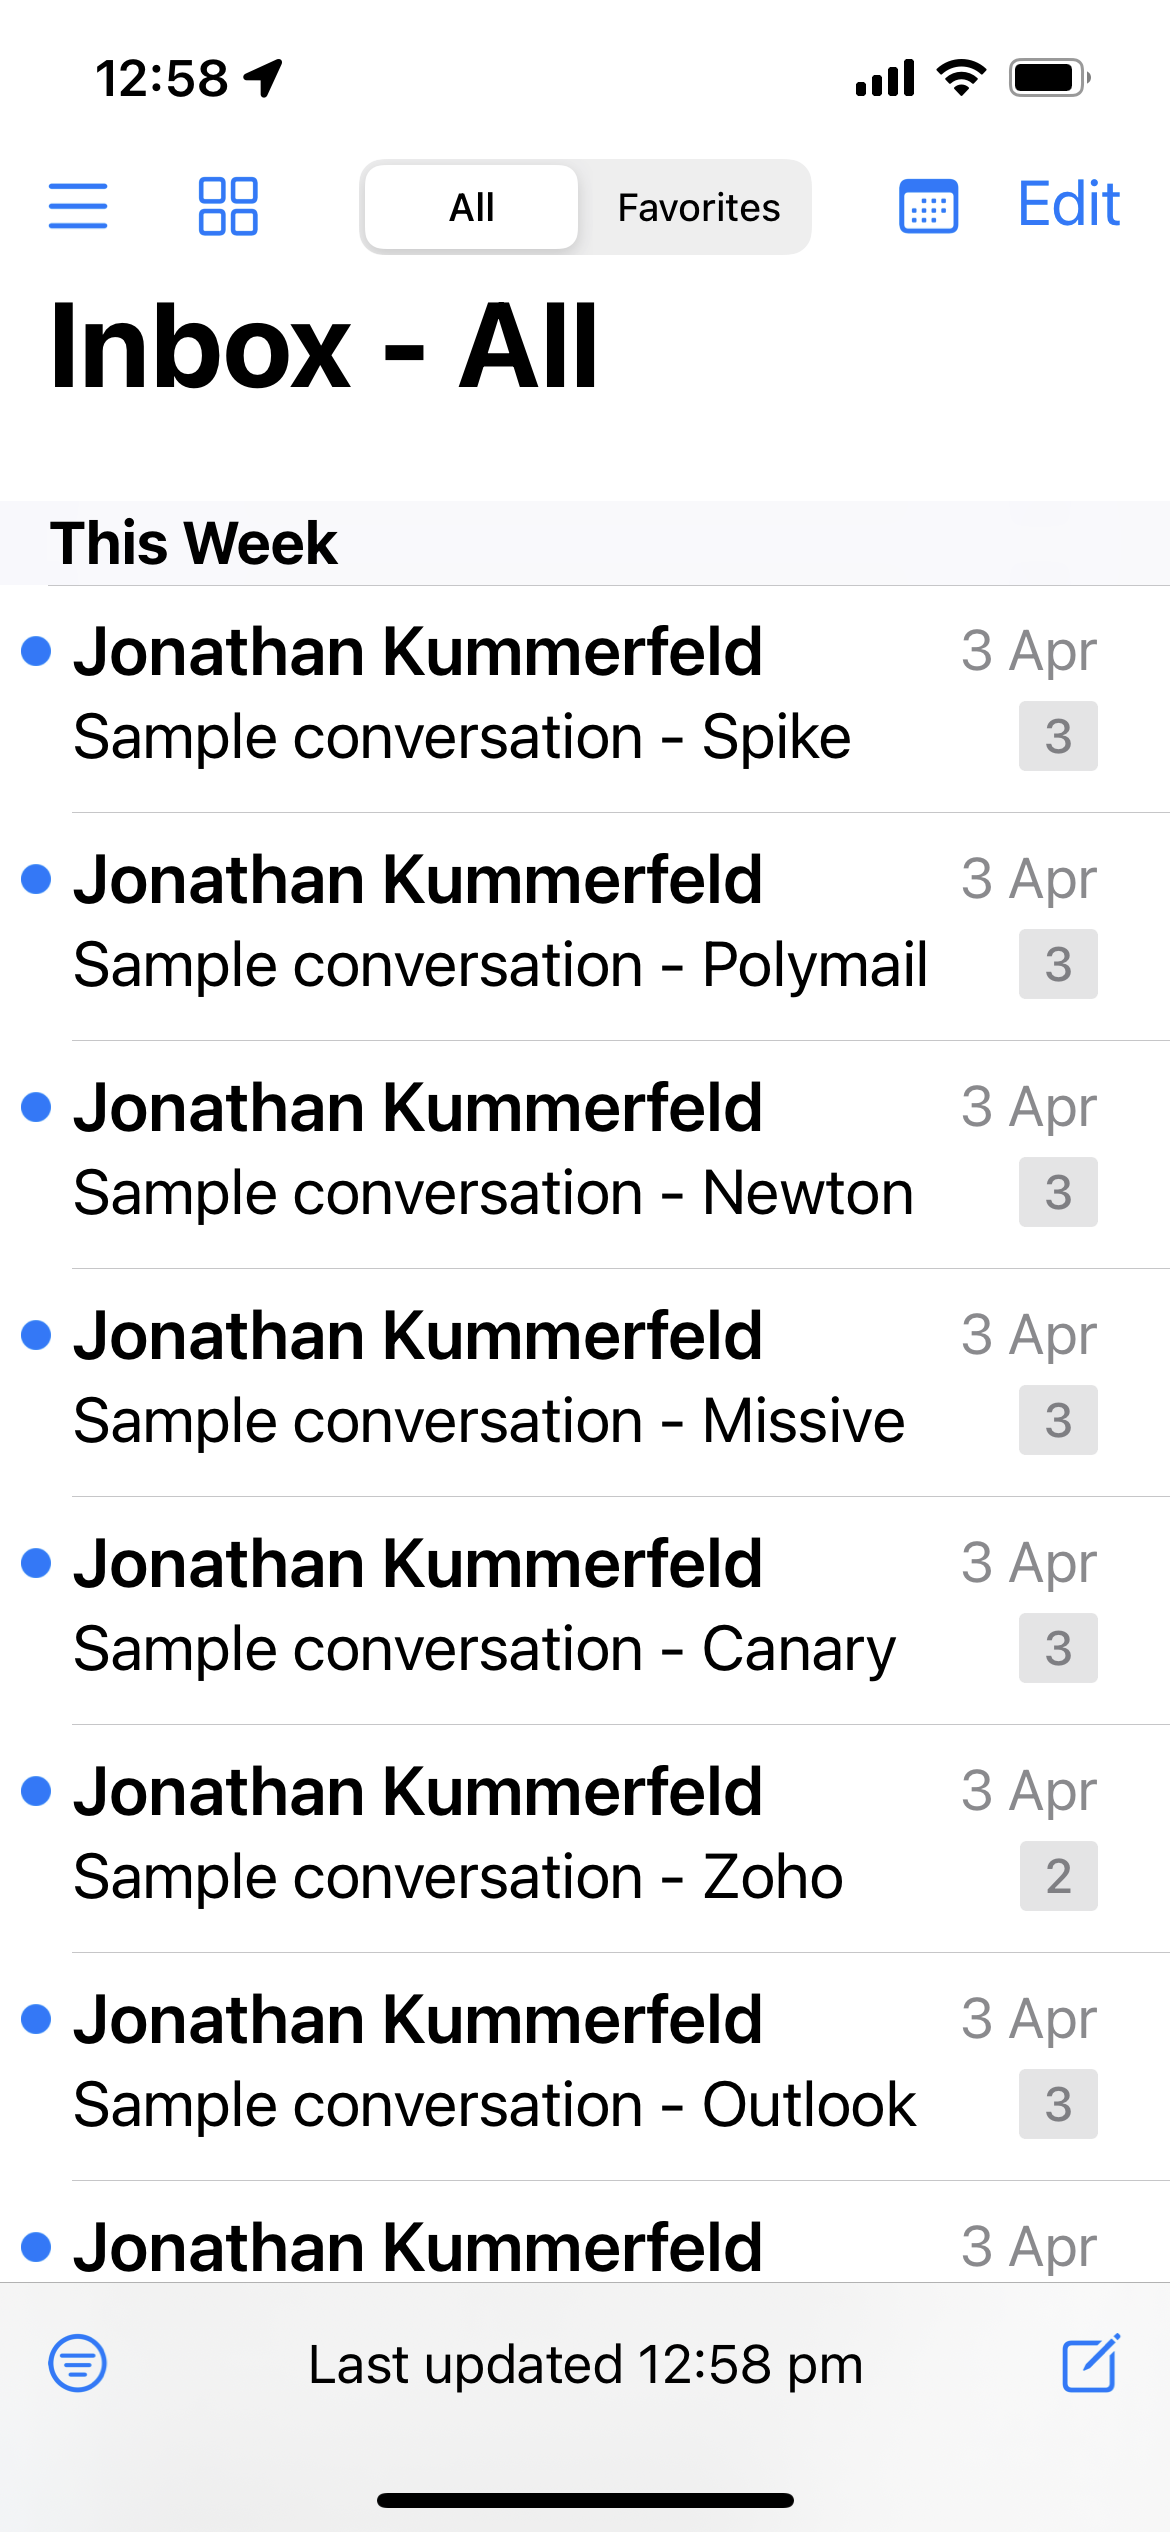 12:58
All Favorites Edit
Inbox - All
This Week
Jonathan Kummerfeld 3 Apr
Sample conversation - Spike 3
Jonathan Kummerfeld 3 Apr
Sample conversation - Polymail 3
Jonathan Kummerfeld 3 Apr
Sample conversation - Newton 3
Jonathan Kummerfeld 3 Apr
Sample conversation - Missive 3
Jonathan Kummerfeld 3 Apr
Sample conversation - Canary 3
Jonathan Kummerfeld 3 Apr
Sample conversation - Zoho 2
Jonathan Kummerfeld 3 Apr
Sample conversation - Outlook 3
Jonathan Kummerfeld 3 Apr
Last updated 12:58 pm